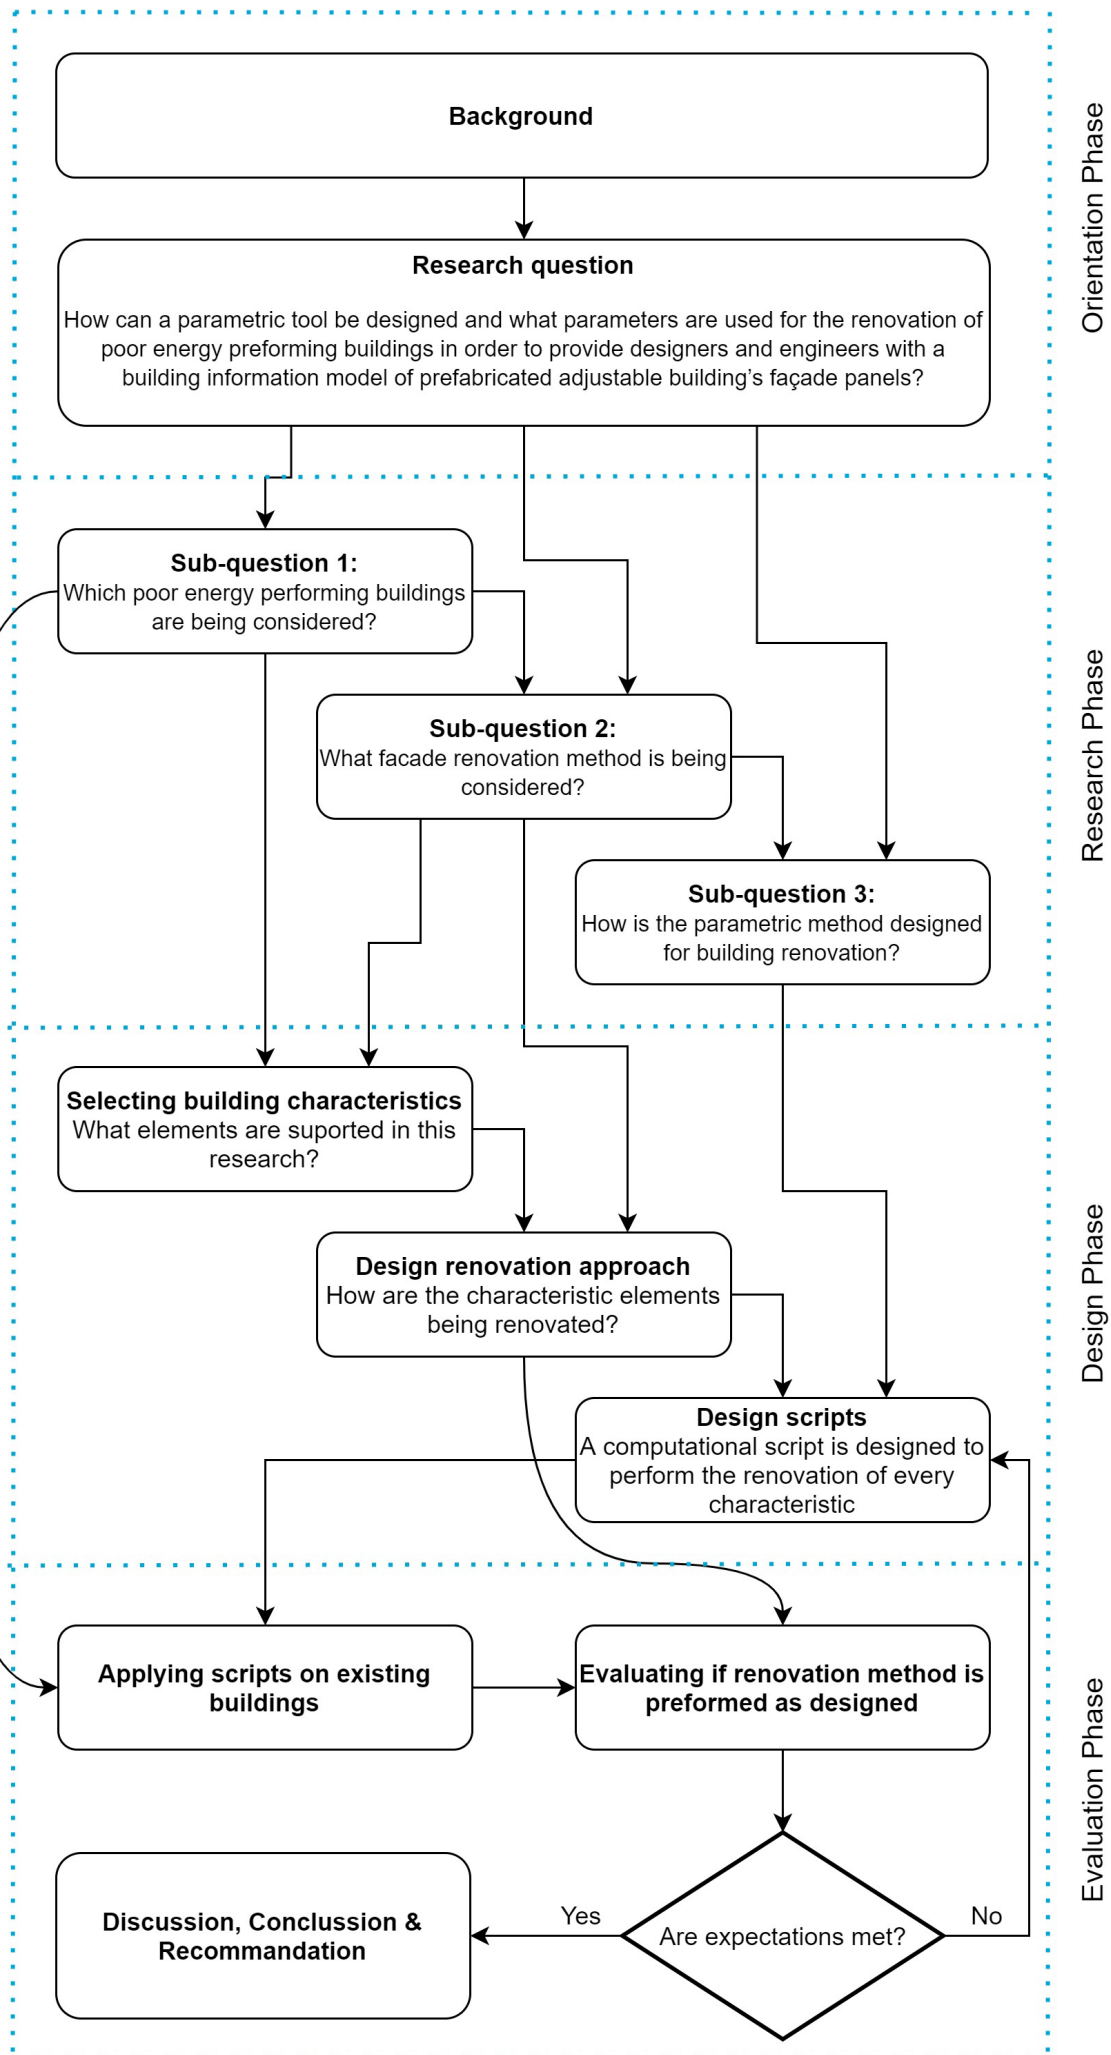 Background
Orientation Phase
Research question
How can a parametric tool be designed and what parameters are used for the renovation of
poor energy preforming buildings in order to provide designers and engineers with a
building information model of prefabricated adjustable building’s façade panels?
Sub-question 1:
Which poor energy performing buildings
are being considered?
Research Phase
Sub-question 2:
What facade renovation method is being
considered?
Sub-question 3:
How is the parametric method designed
for building renovation?
Selecting building characteristics
What elements are suported in this
research?
Design Phase
Design renovation approach
How are the characteristic elements
being renovated?
Design scripts
A computational script is designed to
perform the renovation of every
characteristic
Applying scripts on existing
buildings
Evaluating if renovation method is
preformed as designed
Evaluation Phase
Discussion, Conclussion &
Recommandation
Yes
Are expectations met?
No